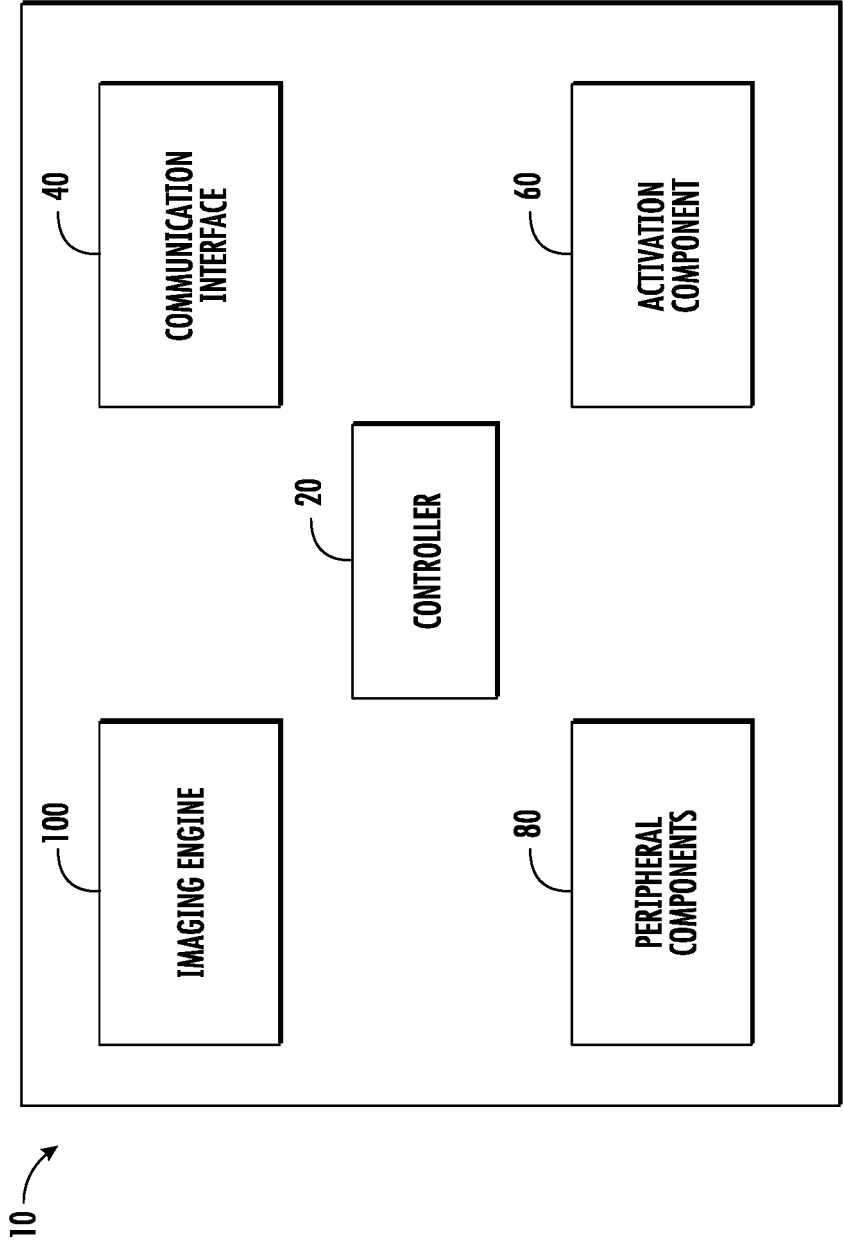 10
100
IMAGING ENGINE
40
COMMUNICATION
INTERFACE
20
CONTROLLER
80
PERIPHERAL
COMPONENTS
60
ACTIVATION
COMPONENT